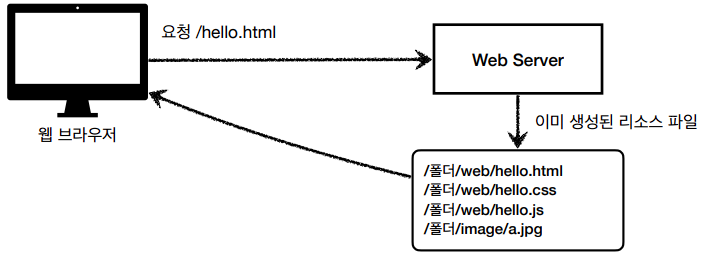 요청 /hello.html
Web Server
웹 브라우저
이미 생성된 리소스 파일
/폴더/web/hello.html
/폴더/web/hello.css
/폴더/web/hello.js
/폴더/image/a.jpg